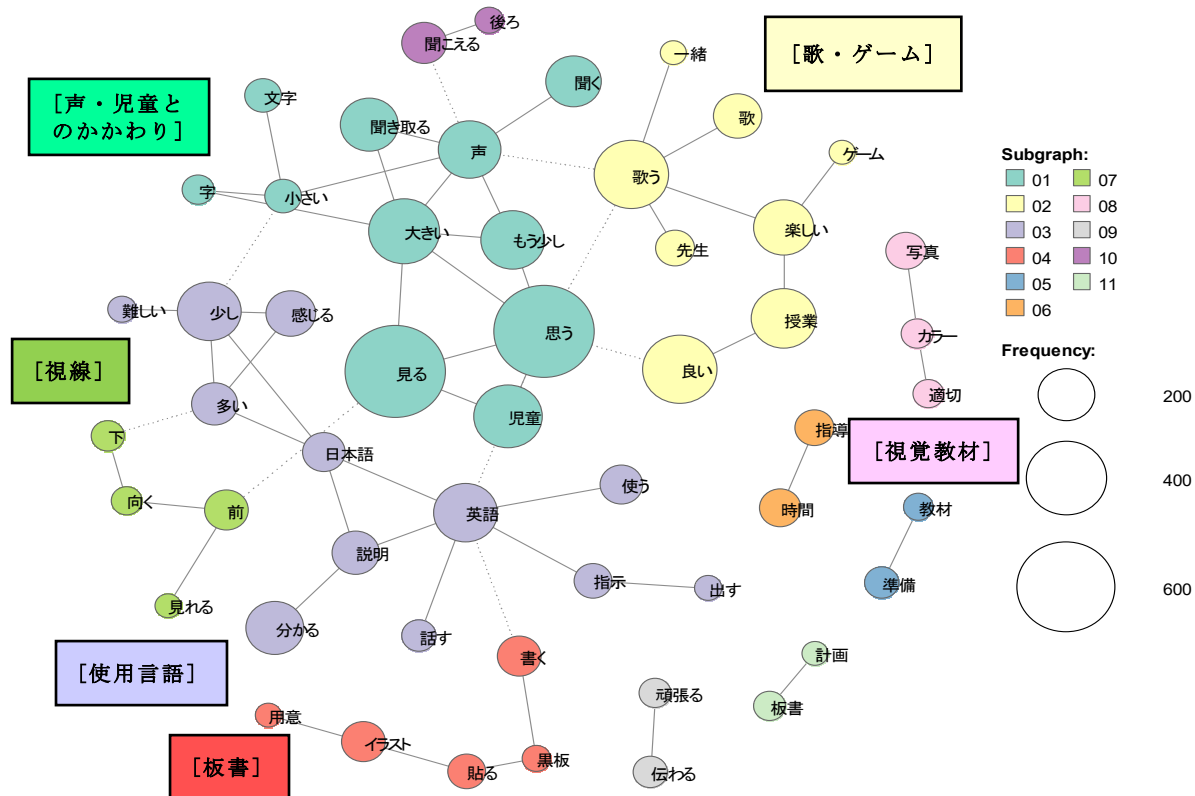 後ろ
聞こえる
[歌・ゲーム]
一緒
[声・児童と
のかかわり]
文字
聞き取る
聞く
声
歌
ゲーム
歌う
字
小さい
大きい
もう少し
先生
楽しい
写真
Subgraph:
01
02
03
04
05
06
07
08
09
10
11
難しい
少し
感じる
思う
授業
カラー
[視線]
見る
良い
適切
Frequency:
200
400
600
多い
児童
下
日本語
指導
[視覚教材]
向く
前
英語
使う
時間
教材
説明
指示
出す
準備
見れる
分かる
話す
[使用言語]
書く
計画
頑張る
板書
用意
イラスト
貼る
黒板
伝わる
[板書]